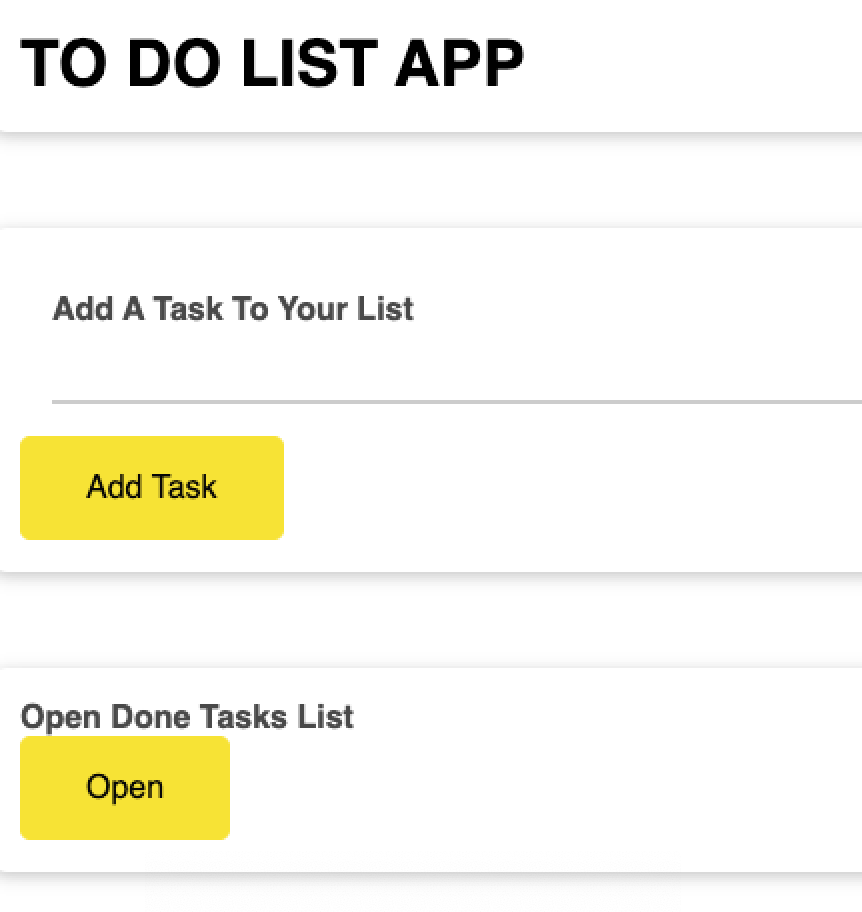 TO DO LIST APP
Add A Task To Your List
Add Task
Open Done Tasks List
Open